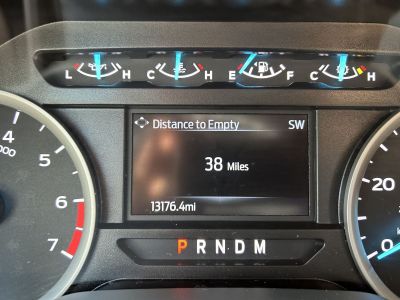 L H C H E F C H
Distance to Empty SW
38 Miles
13176.4mi
P R N D M
4
5
6
7
20
0